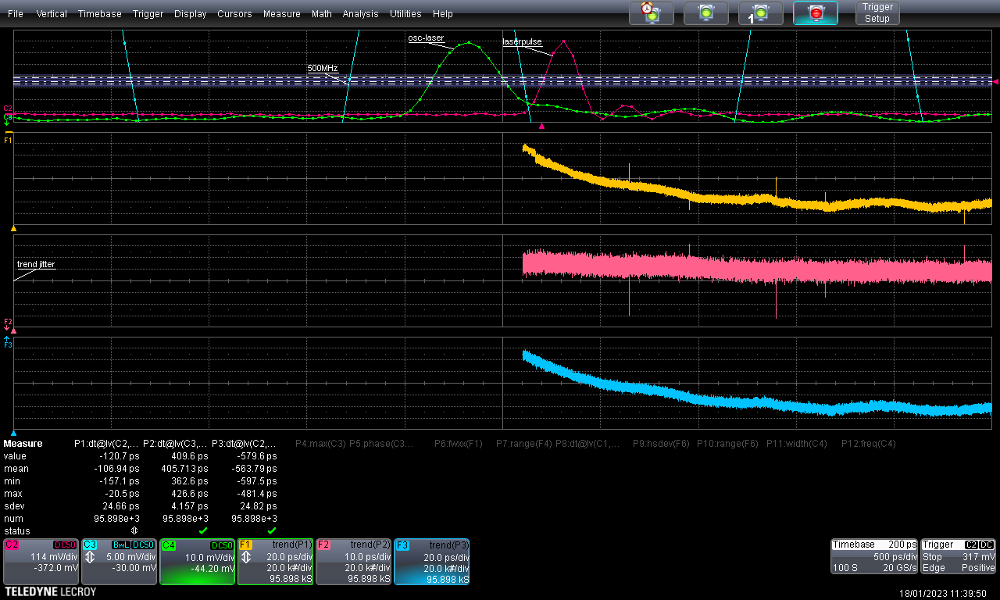 File Vertical Timebase Trigger Display Cursors Measure Math Analysis Utilities Help
1
Trigger
Setup
osc-laser
laserpulse
500MHz
C2
F1
trend jitter
F2
F3
Measure P1:dt@lv(C2,... P2:dt@lv(C3,... P3:dt@lv(C2,... P4:max(C3) P5:phase(C3... P6:fwxx(F1) P7:range(F4) P8:dt@lv(C1,... P9:hsdev(F6) P10:range(F6) P11:width(C4) P12:freq(C4)
value -120.7 ps 409.6 ps -579.6 ps
mean -106.94 ps 405.713 ps -563.79 ps
min -157.1 ps 362.6 ps -597.5 ps
max -20.5 ps 426.6 ps -481.4 ps
sdev 24.66 ps 4.157 ps 24.82 ps
num 95.898e+3 95.898e+3 95.898e+3
status
C2 DC50 C3 BwL DC50 C4 DC50 F1 trend(P1) F2 trend(P2) F3 trend(P3) Timebase 200 ps Trigger C2 DC
114 mV/div 5.00 mV/div 10.0 mV/div 20.0 ps/div 10.0 ps/div 20.0 ps/div 500 ps/div Stop 317 mV
-372.0 mV -30.00 mV -44.20 mV 20.0 k#/div 20.0 k#/div 20.0 k#/div 100 S 20 GS/s Edge Positive
95.898 kS 95.898 kS 95.898 kS
TELEDYNE LECROY
18/01/2023 11:39:50